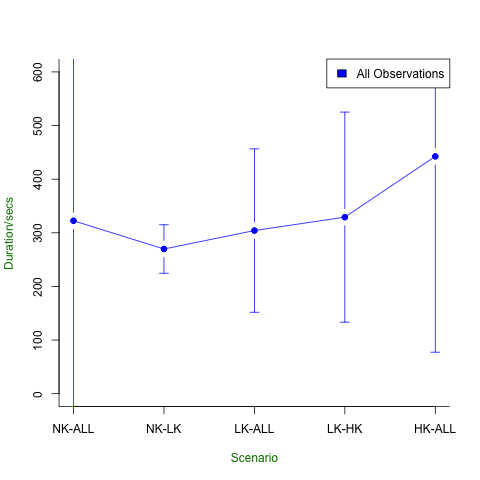 All Observations
600
500
400
300
200
100
0
Duration/secs
NK-ALL NK-LK LK-ALL LK-HK HK-ALL
Scenario